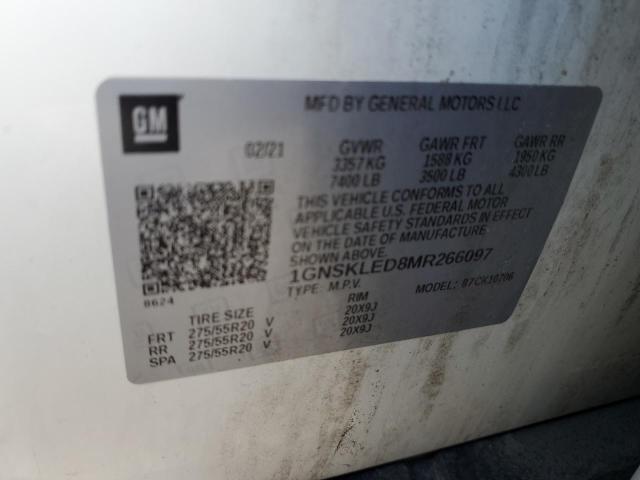 GM
MFD BY GENERAL MOTORS LLC
02/21 GVWR GAWR FRT GAWR RR
3357 KG 1588 KG 1950 KG
7400 LB 3500 LB 4300 LB
THIS VEHICLE CONFORMS TO ALL
APPLICABLE U.S. FEDERAL MOTOR
VEHICLE SAFETY STANDARDS IN EFFECT
ON THE DATE OF MANUFACTURE
SHOWN ABOVE.
1GNSKLED8MR266097
8624 TYPE: M.P.V. MODEL: 87CK10706
TIRE SIZE RIM
FRT 275/55R20 V 20X9J
RR 275/55R20 V 20X9J
SPA 275/55R20 V 20X9J